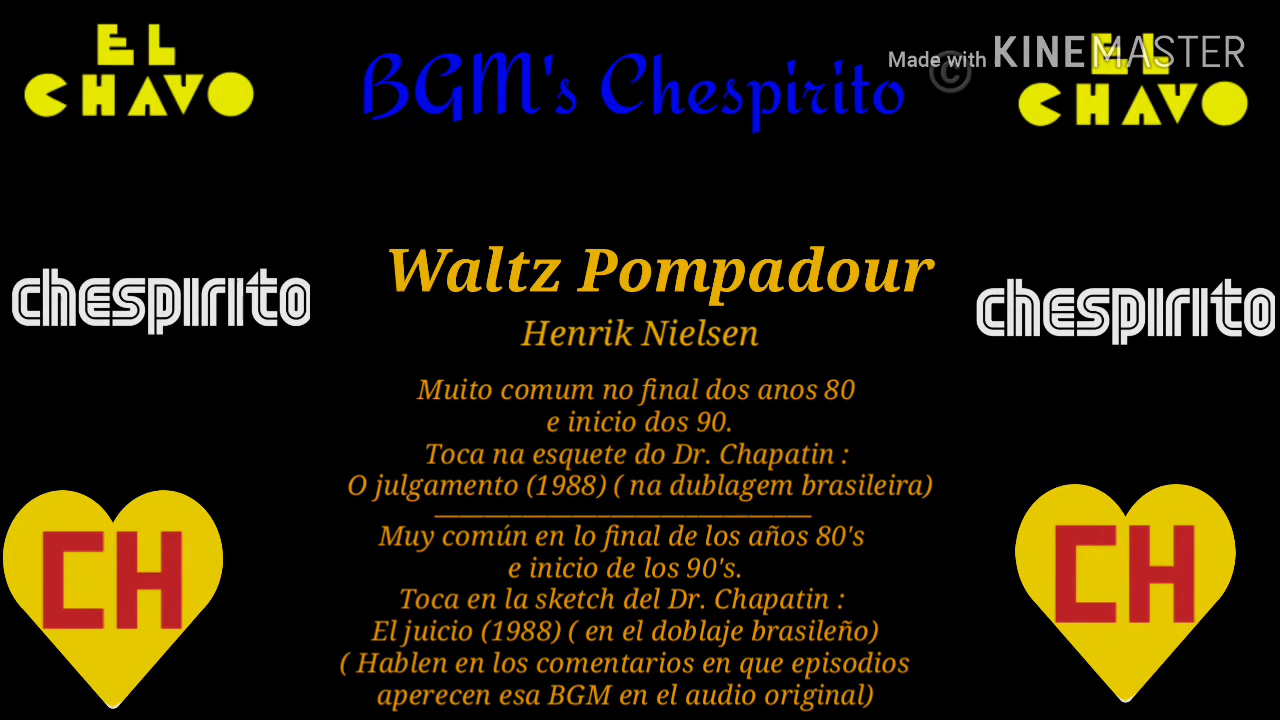 EL
CHAVO
BGM's Chespirito
©
Made with KINEMASTER
EL
CHAVO
Waltz Pompadour
chespirito
chespirito
Henrik Nielsen
Muito comum no final dos anos 80
e inicio dos 90.
Toca na esquete do Dr. Chapatin :
O julgamento (1988) ( na dublagem brasileira)
Muy común en lo final de los años 80's
e inicio de los 90's.
Toca en la sketch del Dr. Chapatin :
El juicio (1988) ( en el doblaje brasileño)
( Hablen en los comentarios en que episodios
aperecen esa BGM en el audio original)
CH
CH